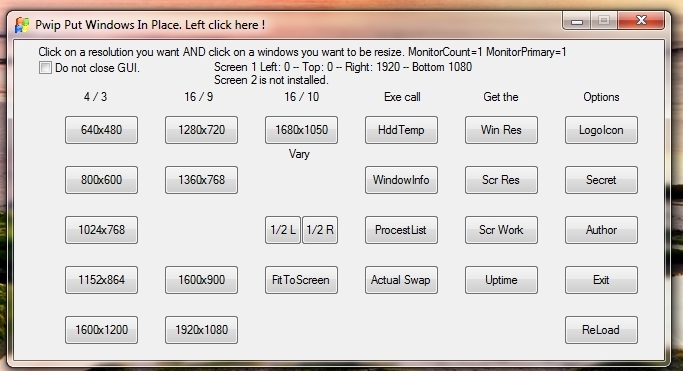 Pwip Put Windows In Place. Left click here !
Click on a resolution you want AND click on a windows you want to be resize. MonitorCount=1 MonitorPrimary=1
Do not close GUI. Screen 1 Left: 0 -- Top: 0 -- Right: 1920 -- Bottom 1080
Screen 2 is not installed.
4 / 3 16 / 9 16 / 10 Exe call Get the Options
640x480 1280x720 1680x1050 HddTemp Win Res LogoIcon
Vary
800x600 1360x768 WindowInfo Scr Res Secret
1024x768 1/2 L 1/2 R ProcestList Scr Work Author
1152x864 1600x900 FitToScreen Actual Swap Uptime Exit
1600x1200 1920x1080 ReLoad